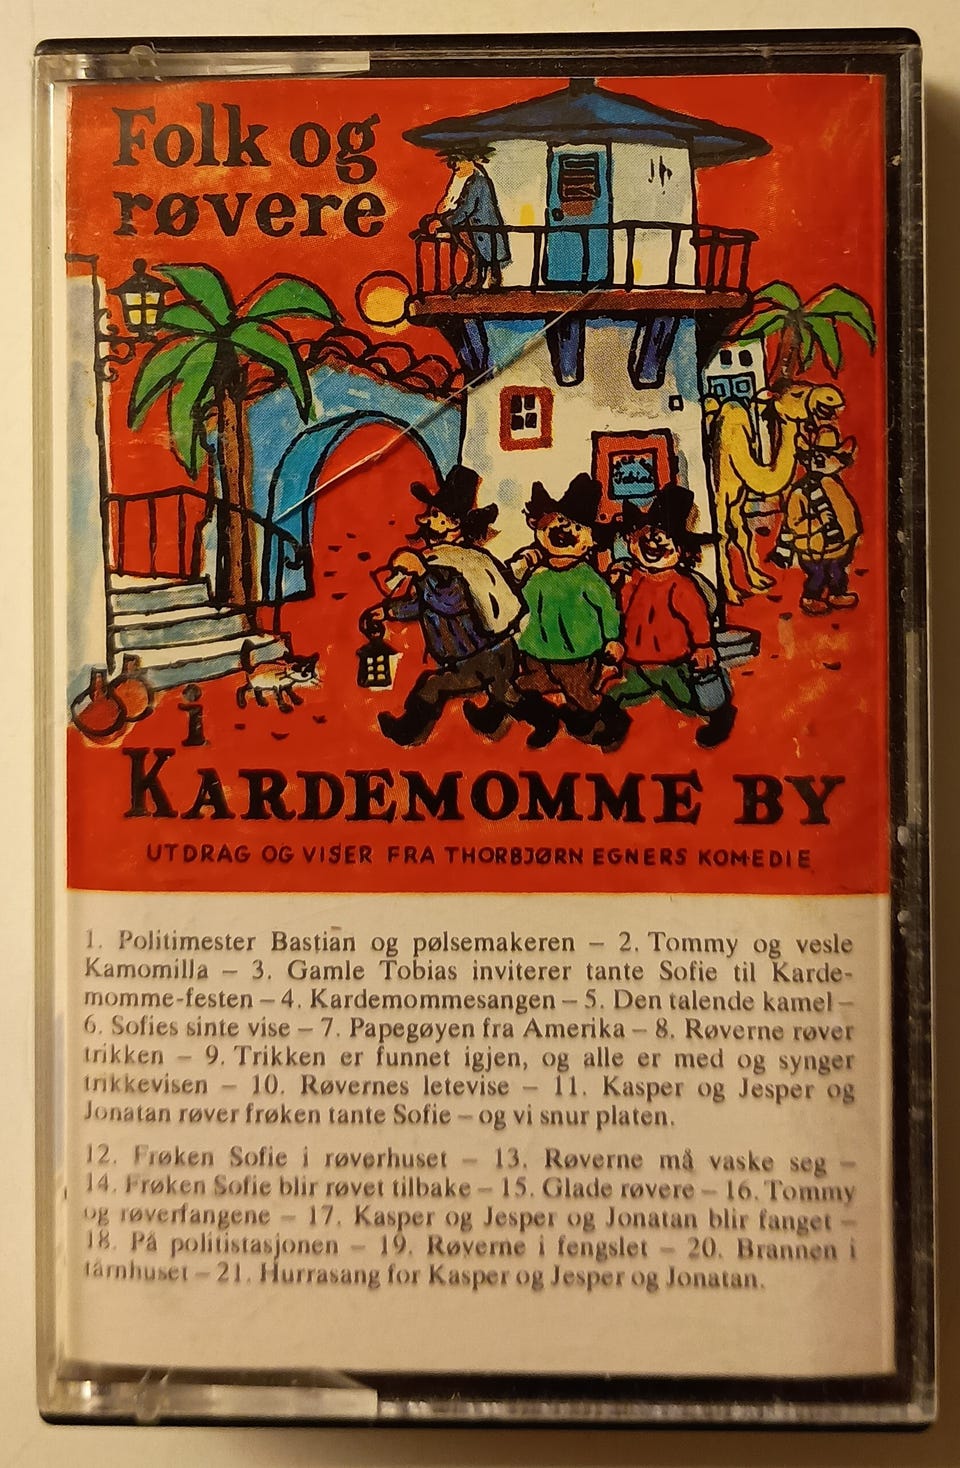 Folk og
røvere
Tobias
i
KARDEMOMME BY
UTDRAG OG VISER FRA THORBJØRN EGNERS KOMEDIE
1. Politimester Bastian og pølsemakeren – 2. Tommy og vesle
Kamomilla – 3. Gamle Tobias inviterer tante Sofie til Karde-
momme-festen – 4. Kardemommesangen – 5. Den talende kamel –
6. Sofies sinte vise – 7. Papegøyen fra Amerika – 8. Røverne røver
trikken – 9. Trikken er funnet igjen, og alle er med og synger
trikkevisen – 10. Røvernes letevise – 11. Kasper og Jesper og
Jonatan røver frøken tante Sofie – og vi snur platen.
12. Frøken Sofie i røverhuset – 13. Røverne må vaske seg –
14. Frøken Sofie blir røvet tilbake – 15. Glade røvere – 16. Tommy
og røverfangene – 17. Kasper og Jesper og Jonatan blir fanget –
18. På politistasjonen – 19. Røverne i fengslet – 20. Brannen i
tårnhuset – 21. Hurrasang for Kasper og Jesper og Jonatan.